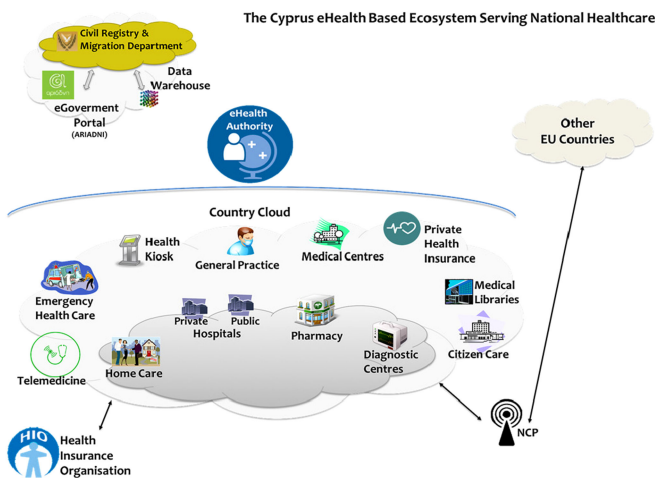 The Cyprus eHealth Based Ecosystem Serving National Healthcare
Civil Registry &
Migration Department
Data
Warehouse
eGoverment
Portal
(ARIADNI)
eHealth
Authority
Other
EU Countries
Country Cloud
Health
Kiosk
General Practice
Medical Centres
Private
Health
Insurance
Emergency
Health Care
Medical
Libraries
Private
Public
Hospitals
Pharmacy
Diagnostic
Centres
Citizen Care
Telemedicine
Home Care
NCP
HIO
Health
Insurance
Organisation